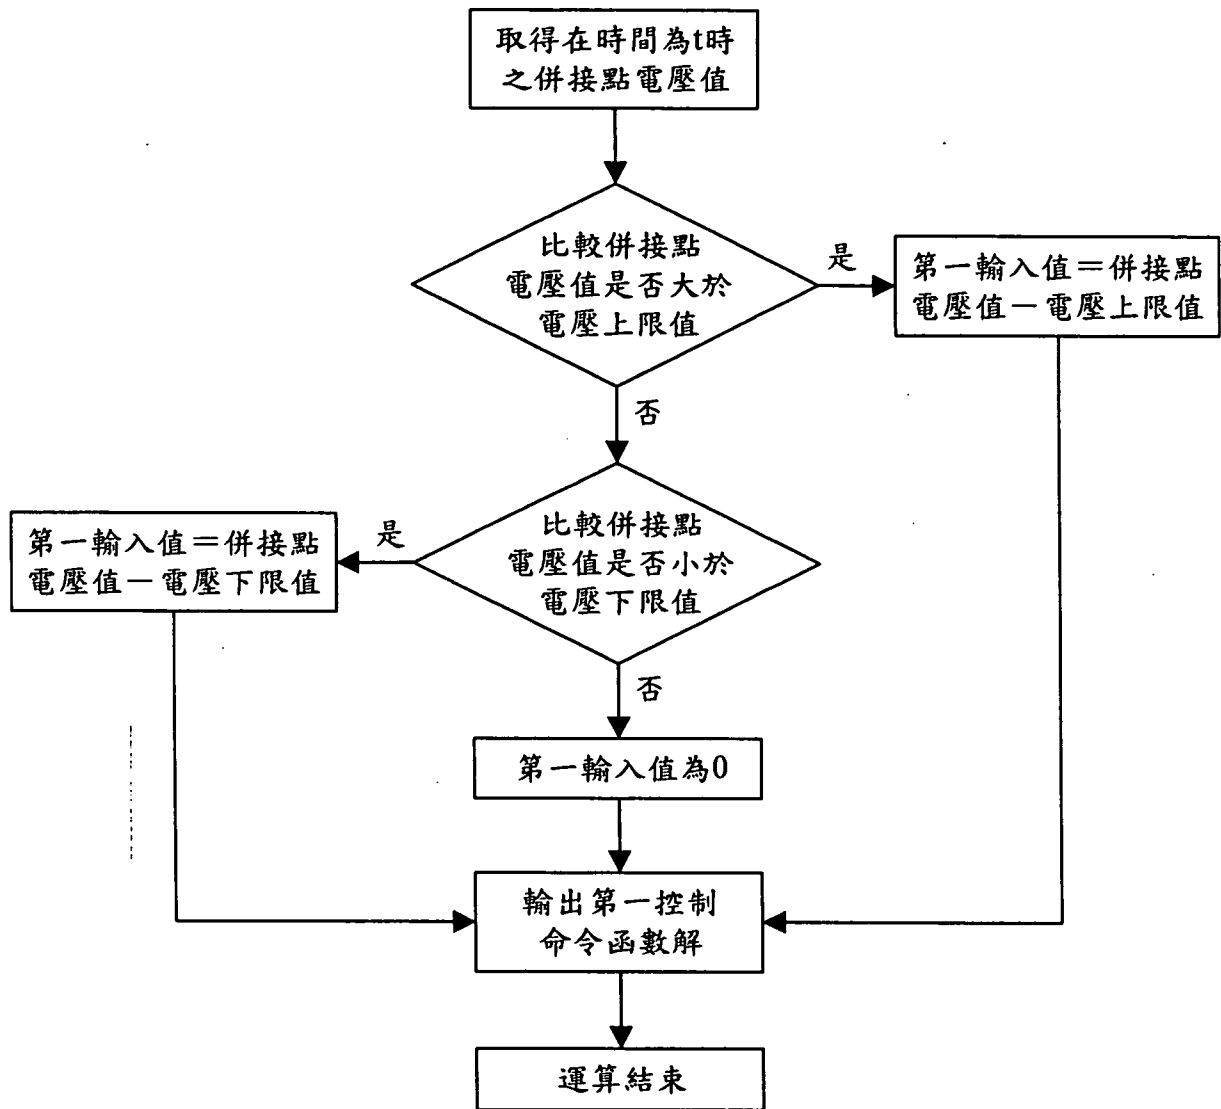 取得在時間為t時
之併接點電壓值
比較併接點
電壓值是否大於
電壓上限值
是
第一輸入值＝併接點
電壓值－電壓上限值
否
比較併接點
電壓值是否小於
電壓下限值
是
第一輸入值＝併接點
電壓值－電壓下限值
否
第一輸入值為0
輸出第一控制
命令函數解
運算結束